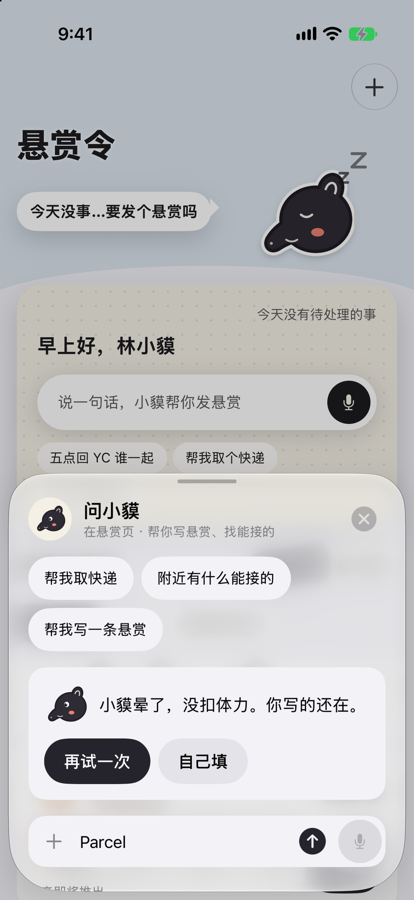 9:41
悬赏令
z
z
今天没事...要发个悬赏吗
今天没有待处理的事
早上好，林小貘
说一句话，小貘帮你发悬赏
五点回 YC 谁一起
帮我取个快递
问小貘
在悬赏页 · 帮你写悬赏、找能接的
帮我取快递
附近有什么能接的
帮我写一条悬赏
小貘晕了，没扣体力。你写的还在。
再试一次
自己填
Parcel
即将推出